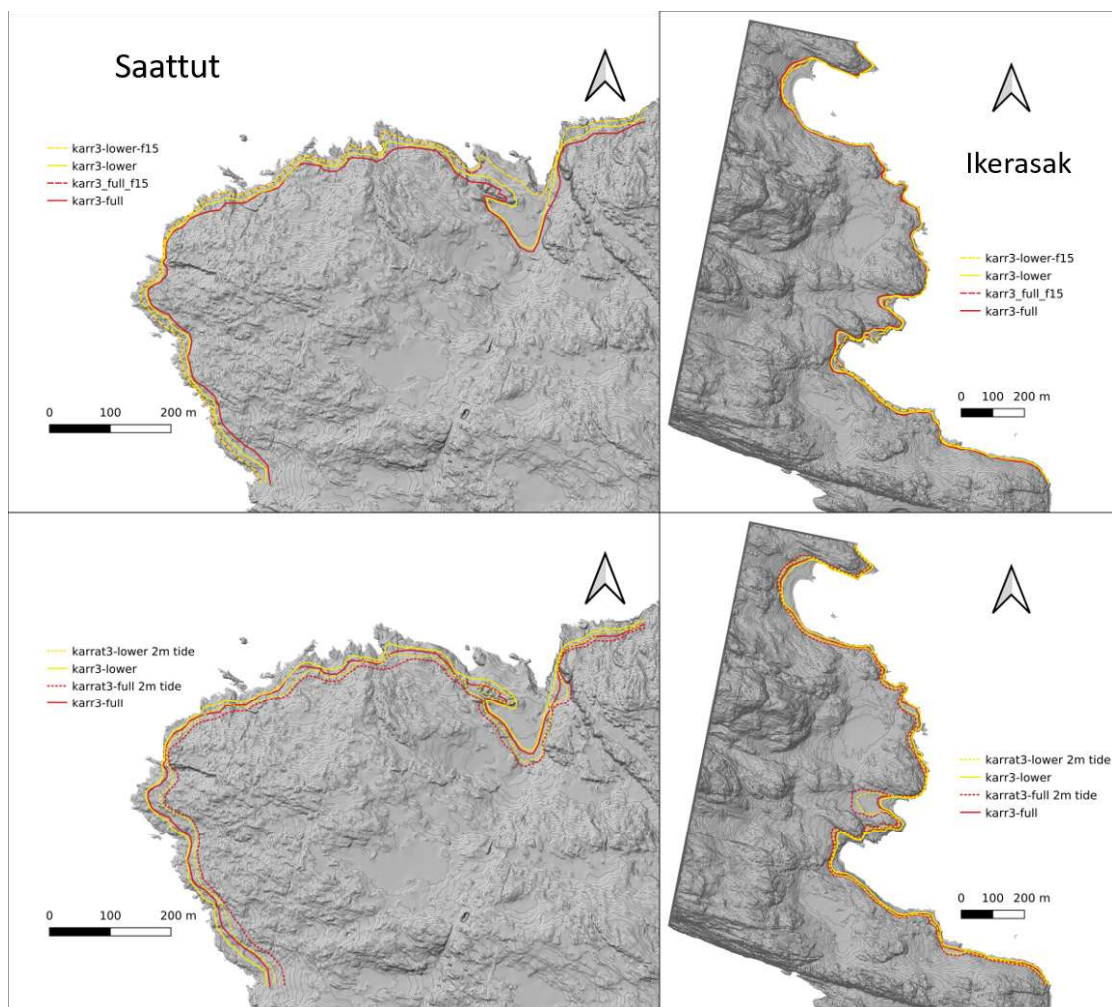 Saattut
karr3-lower-f15
karr3-lower
karr3_full_f15
karr3-full
0 100 200 m
Ikerasak
karr3-lower-f15
karr3-lower
karr3_full_f15
karr3-full
0 100 200 m
karrat3-lower 2m tide
karr3-lower
karrat3-full 2m tide
karr3-full
0 100 200 m
karrat3-lower 2m tide
karr3-lower
karrat3-full 2m tide
karr3-full
0 100 200 m